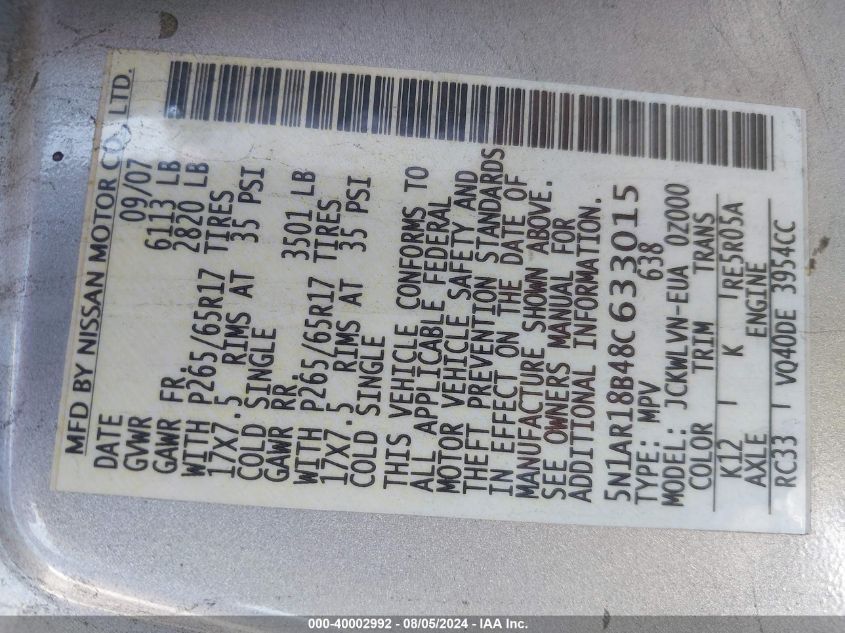 MFD BY NISSAN MOTOR CO., LTD.
DATE 09/07
GVWR 6113 LB
GAWR FR. 2820 LB
WITH P265/65R17 TIRES
17X7.5 RIMS AT 35 PSI
COLD SINGLE
GAWR RR. 3501 LB
WITH P265/65R17 TIRES
17X7.5 RIMS AT 35 PSI
COLD SINGLE
THIS VEHICLE CONFORMS TO
ALL APPLICABLE FEDERAL
MOTOR VEHICLE SAFETY AND
THEFT PREVENTION STANDARDS
IN EFFECT ON THE DATE OF
MANUFACTURE SHOWN ABOVE.
SEE OWNERS MANUAL FOR
ADDITIONAL INFORMATION.
5N1AR18B48C633015
TYPE: MPV 638
MODEL: JCKWLVN-EUA 0Z000
COLOR TRIM TRANS
K12 K RE5R05A
AXLE ENGINE
RC33 VQ40DE 3954CC
000-40002992 - 08/05/2024 - IAA Inc.